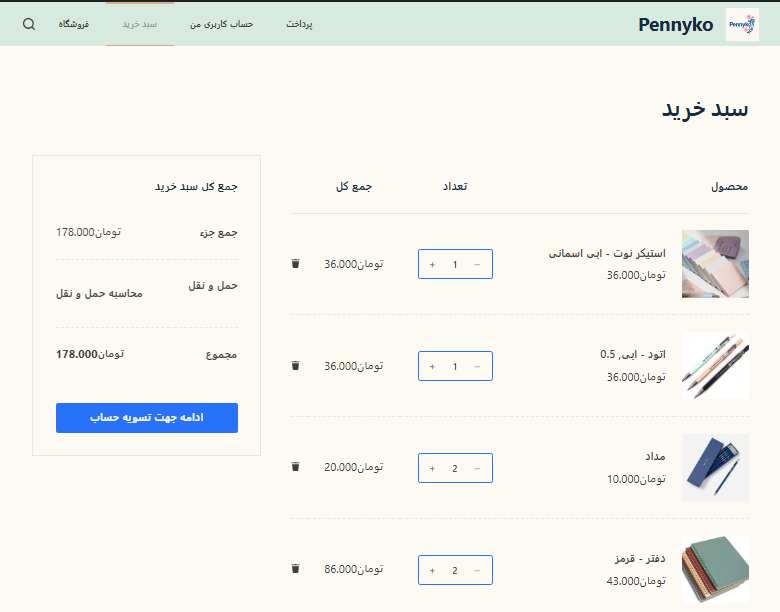 Pennyko
Pennyko
پرداخت
حساب کاربری من
سبد خرید
فروشگاه
سبد خرید
محصول
تعداد
جمع کل
استیکر نوت - ابی اسمانی
تومان36.000
− 1 +
تومان36.000
اتود - ابی, 0.5
تومان36.000
− 1 +
تومان36.000
مداد
تومان10.000
− 2 +
تومان20.000
دفتر - قرمز
تومان43.000
− 2 +
تومان86.000
جمع کل سبد خرید
جمع جزء
تومان178.000
حمل و نقل
محاسبه حمل و نقل
مجموع
تومان178.000
ادامه جهت تسویه حساب